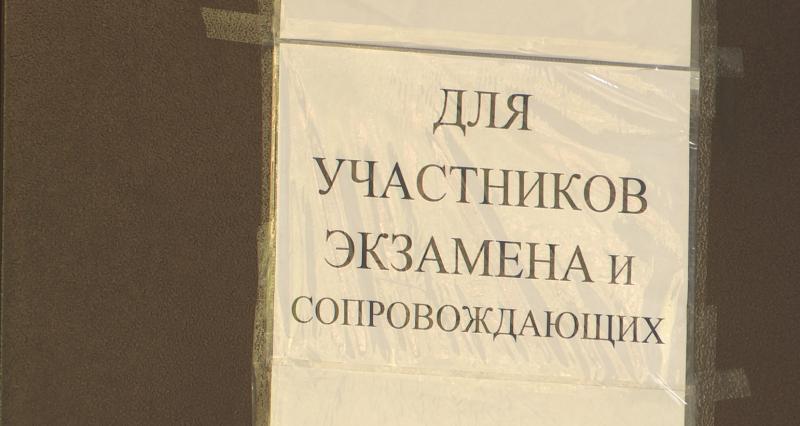 ДЛЯ
УЧАСТНИКОВ
ЭКЗАМЕНА И
СОПРОВОЖДАЮЩИХ